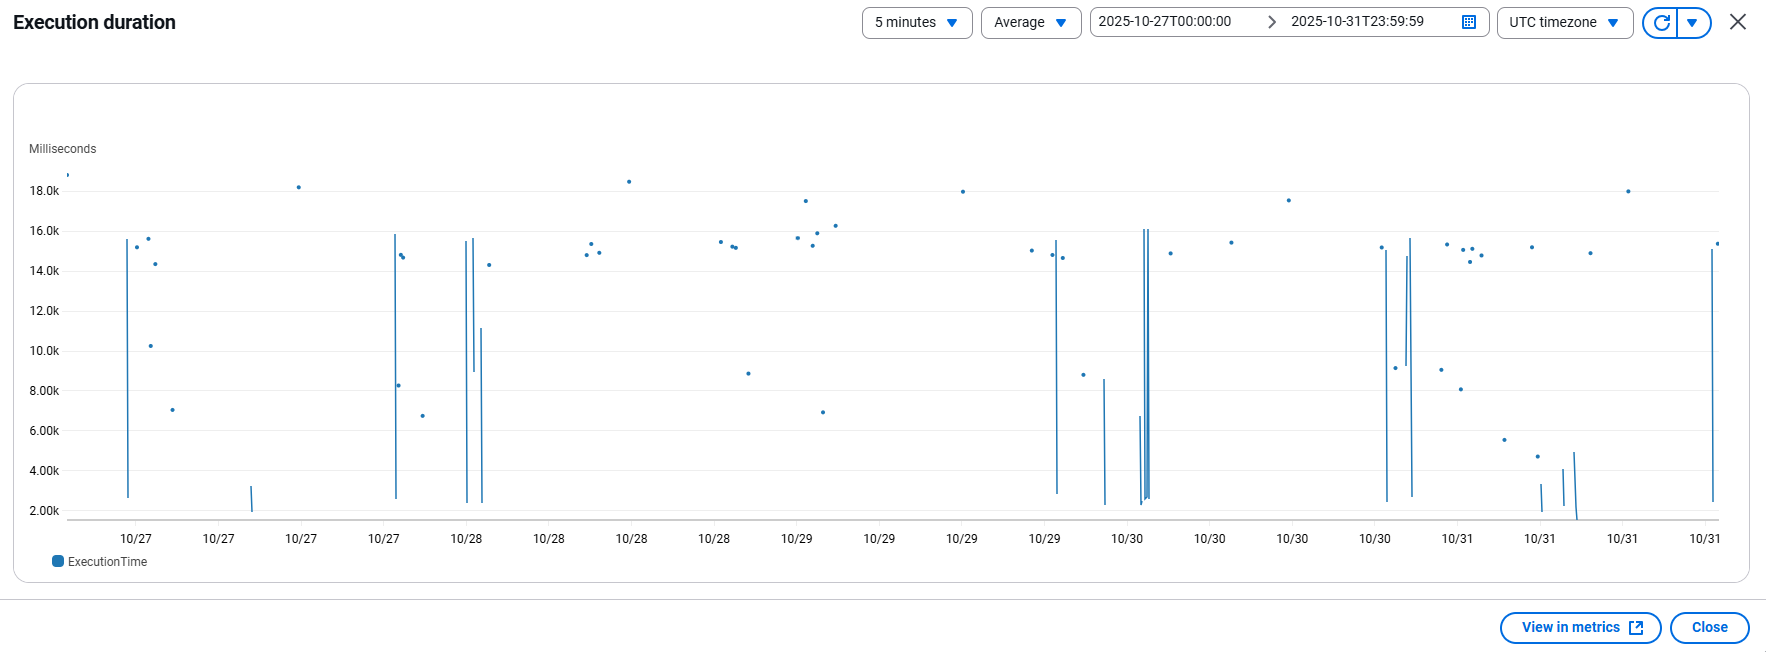 Execution duration
5 minutes
Average
2025-10-27T00:00:00
2025-10-31T23:59:59
UTC timezone
Milliseconds
18.0k
16.0k
14.0k
12.0k
10.0k
8.00k
6.00k
4.00k
2.00k
10/27 10/27 10/27 10/27 10/28 10/28 10/28 10/28 10/29 10/29 10/29 10/29 10/30 10/30 10/30 10/30 10/31 10/31 10/31 10/31
ExecutionTime
View in metrics
Close